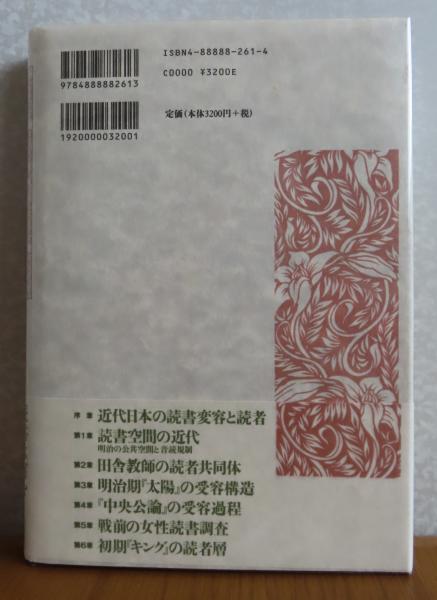 ISBN4-88888-261-4
C0000 ¥3200E
9784888882613
定価(本体3200円+税)
1920000032001
序 章 近代日本の読書変容と読者
第1章 読書空間の近代
明治の公共空間と音読規制
第2章 田舎教師の読者共同体
第3章 明治期『太陽』の受容構造
第4章 『中央公論』の受容過程
第5章 戦前の女性読書調査
第6章 初期『キング』の読者層